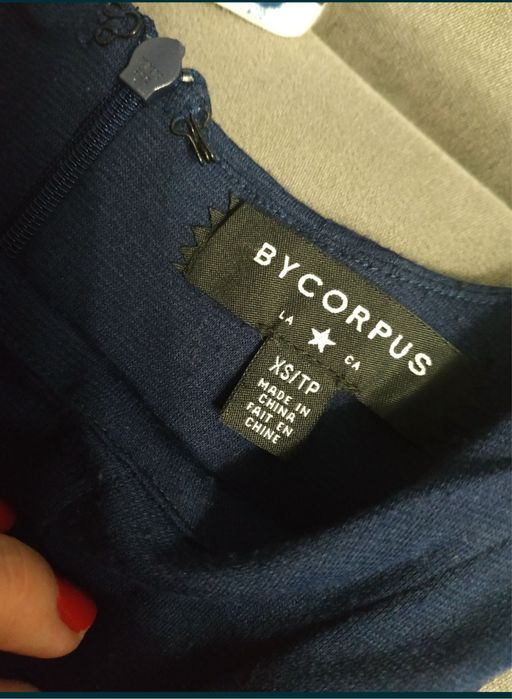 BYCORPUS
LA ★ CA
XS/TP
MADE IN
CHINA
FAIT EN
CHINE